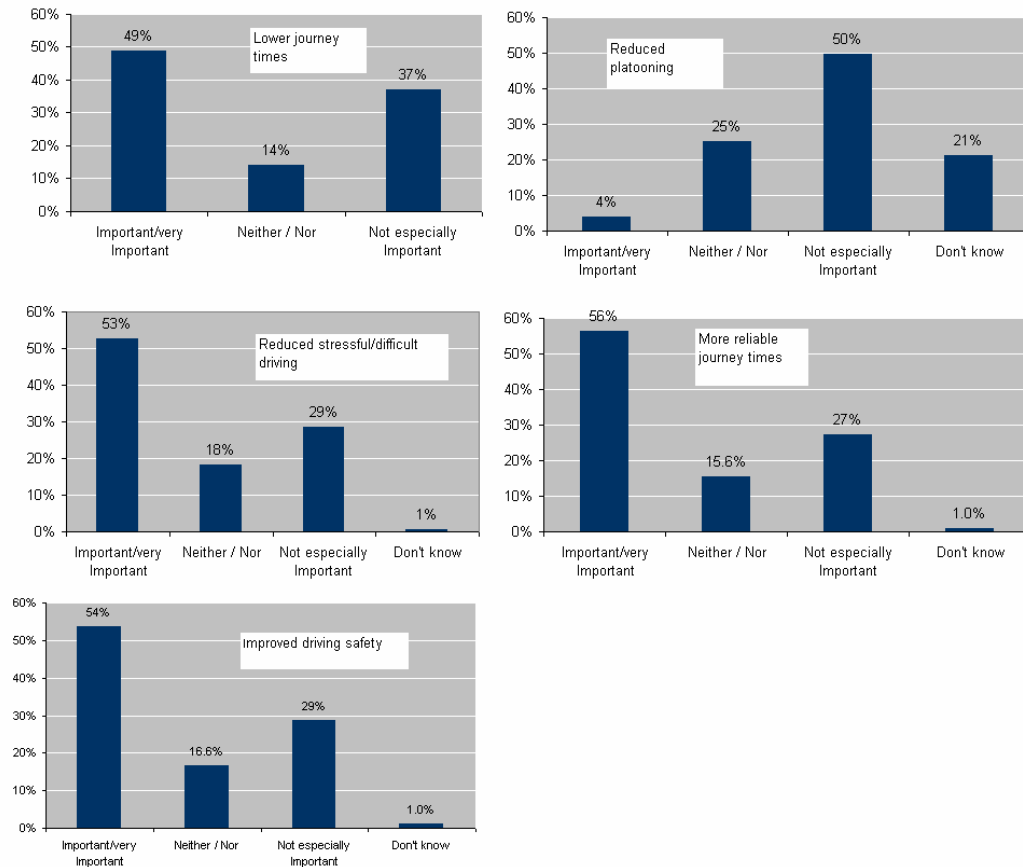 60%
50%
40%
30%
20%
10%
0%
49%
14%
37%
Lower journey
times
Important/very
Important
Neither / Nor
Not especially
Important
60%
50%
40%
30%
20%
10%
0%
4%
25%
50%
21%
Reduced
platooning
Important/very
Important
Neither / Nor
Not especially
Important
Don't know
60%
50%
40%
30%
20%
10%
0%
53%
18%
29%
1%
Reduced stressful/difficult
driving
Important/very
Important
Neither / Nor
Not especially
Important
Don't know
60%
50%
40%
30%
20%
10%
0%
56%
15.6%
27%
1.0%
More reliable
journey times
Important/very
Important
Neither / Nor
Not especially
Important
Don't know
60%
50%
40%
30%
20%
10%
0%
54%
16.6%
29%
1.0%
Improved driving safety
Important/very
Important
Neither / Nor
Not especially
Important
Don't know